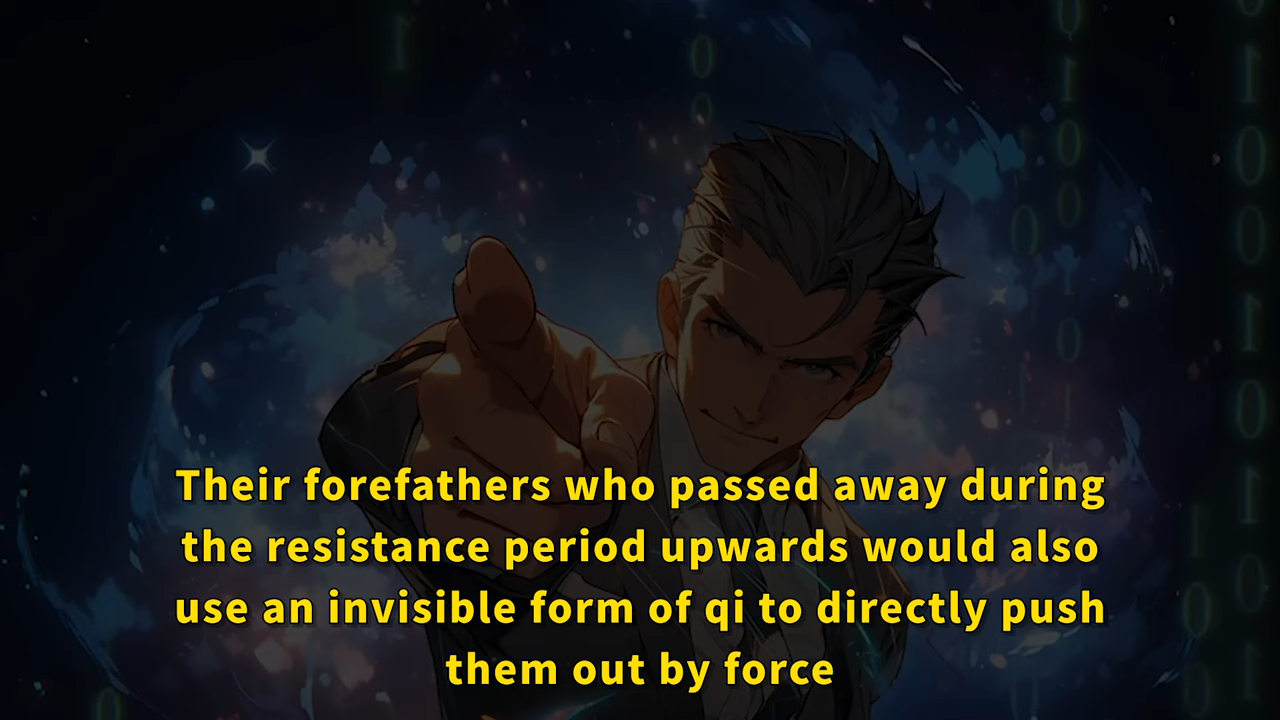 Their forefathers who passed away during
the resistance period upwards would also
use an invisible form of qi to directly push
them out by force